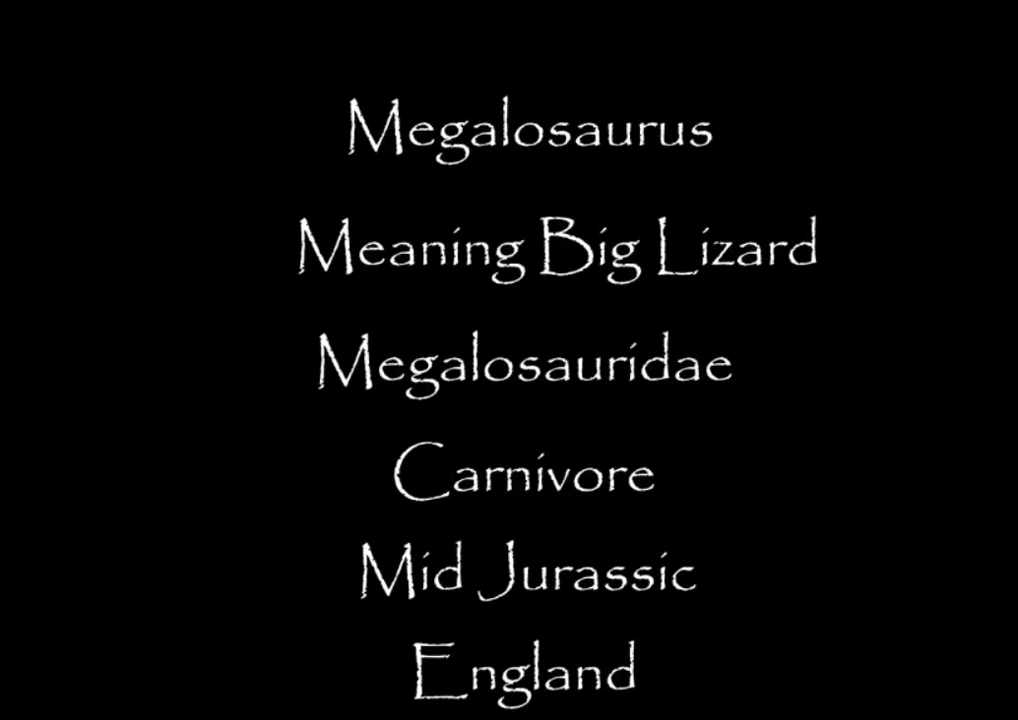 Megalosaurus
Meaning Big Lizard
Megalosauridae
Carnivore
Mid Jurassic
England